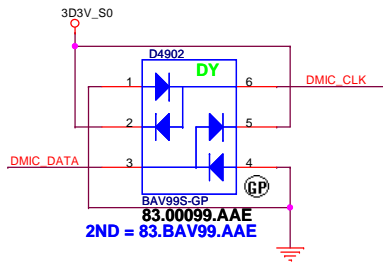 3D3V_S0
D4902
DY
1
6
DMIC_CLK
2
5
DMIC_DATA
3
4
GP
BAV99S-GP
83.00099.AAE
2ND = 83.BAV99.AAE